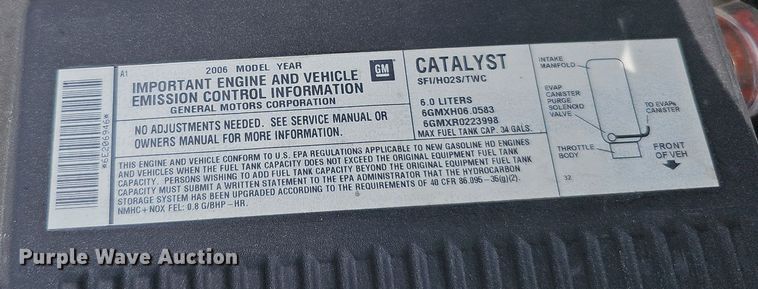 A1
2006 MODEL YEAR
IMPORTANT ENGINE AND VEHICLE
EMISSION CONTROL INFORMATION
GENERAL MOTORS CORPORATION
GM
NO ADJUSTMENTS NEEDED. SEE SERVICE MANUAL OR
OWNERS MANUAL FOR MORE INFORMATION.
CATALYST
SFI/HO2S/TWC
6.0 LITERS
6GMXH06.0583
6GMXR0223998
MAX FUEL TANK CAP. 34 GALS.
THIS ENGINE AND VEHICLE CONFORM TO U.S. EPA REGULATIONS APPLICABLE TO NEW GASOLINE HD ENGINES
AND VEHICLES WHEN THE FUEL TANK CAPACITY DOES NOT EXCEED THE ORIGINAL EQUIPMENT FUEL TANK
CAPACITY. PERSONS WISHING TO ADD FUEL TANK CAPACITY BEYOND THE ORIGINAL EQUIPMENT FUEL TANK
CAPACITY MUST SUBMIT A WRITTEN STATEMENT TO THE EPA ADMINISTRATOR THAT THE HYDROCARBON
STORAGE SYSTEM HAS BEEN UPGRADED ACCORDING TO THE REQUIREMENTS OF 40 CFR 86.095-35(g)(2).
NMHC+NOX FEL: 0.8 G/BHP-HR.
INTAKE
MANIFOLD
EVAP
CANISTER
PURGE
SOLENOID
VALVE
TO EVAP
CANISTER
THROTTLE
BODY
FRONT
OF VEH
32
*6E206946*
Purple Wave Auction